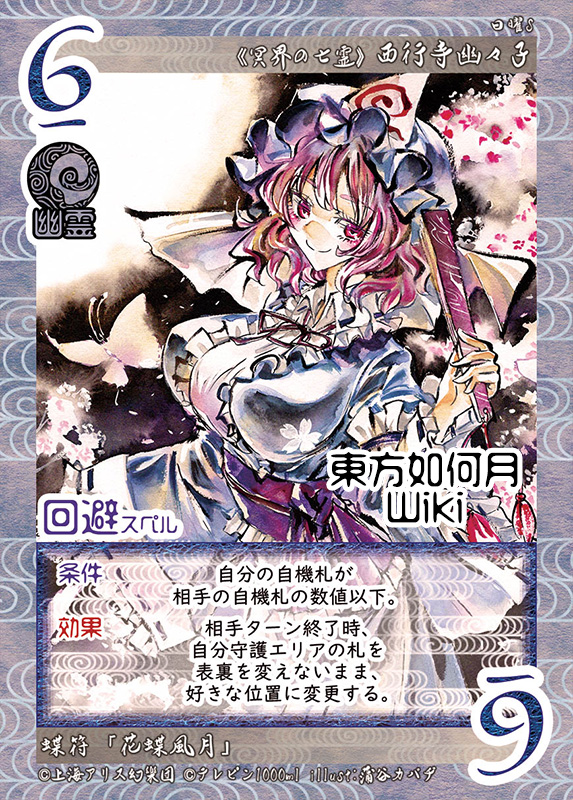 日曜8
6
《冥界の七霊》 西行寺幽々子
幽霊
東方如何月
Wiki
回避スペル
条件
自分の自機札が
相手の自機札の数値以下。
効果
相手ターン終了時、
自分守護エリアの札を
表裏を変えないまま、
好きな位置に変更する。
6
蝶符 「花蝶風月」
©上海アリス幻樂団 ©テレピン1000ml illust:蒲谷カバヂ